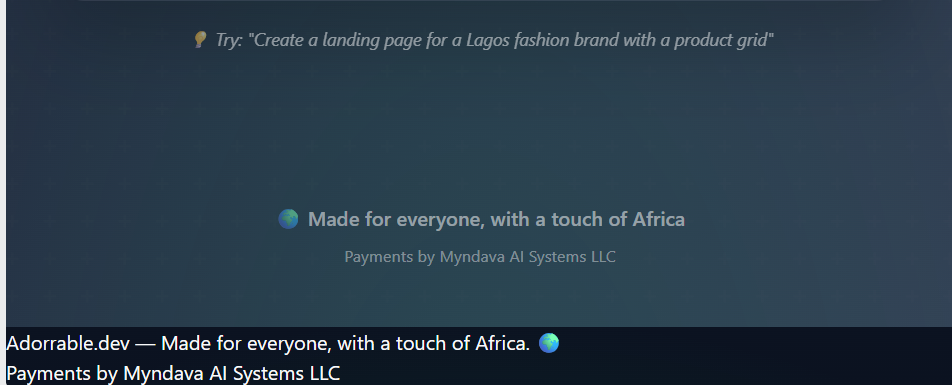 💡 Try: "Create a landing page for a Lagos fashion brand with a product grid"
🌍 Made for everyone, with a touch of Africa
Payments by Myndava AI Systems LLC
Adorrable.dev — Made for everyone, with a touch of Africa. 🌍
Payments by Myndava AI Systems LLC